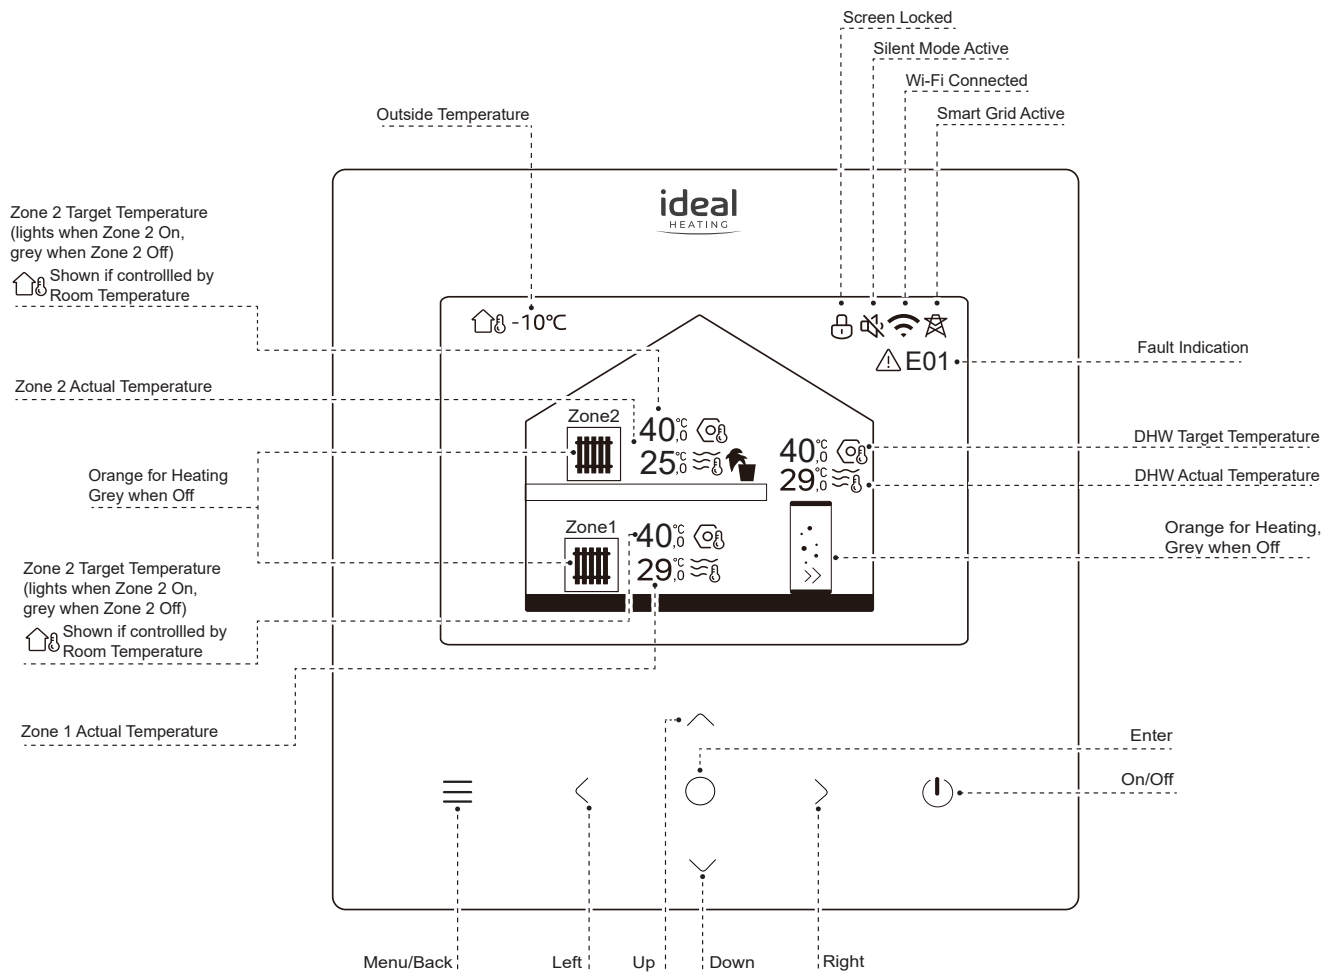 Screen Locked
Silent Mode Active
Wi-Fi Connected
Outside Temperature
Smart Grid Active
ideal
HEATING
Zone 2 Target Temperature
(lights when Zone 2 On,
grey when Zone 2 Off)
Shown if controllled by
Room Temperature
-10℃
E01
Fault Indication
Zone 2 Actual Temperature
Zone2
40,0 ℃
25,0 ℃
DHW Target Temperature
40,0 ℃
DHW Actual Temperature
29,0 ℃
Orange for Heating
Grey when Off
Orange for Heating,
Grey when Off
Zone1
40,0 ℃
29,0 ℃
Zone 2 Target Temperature
(lights when Zone 2 On,
grey when Zone 2 Off)
Shown if controllled by
Room Temperature
Zone 1 Actual Temperature
Enter
On/Off
Menu/Back
Left
Up
Down
Right